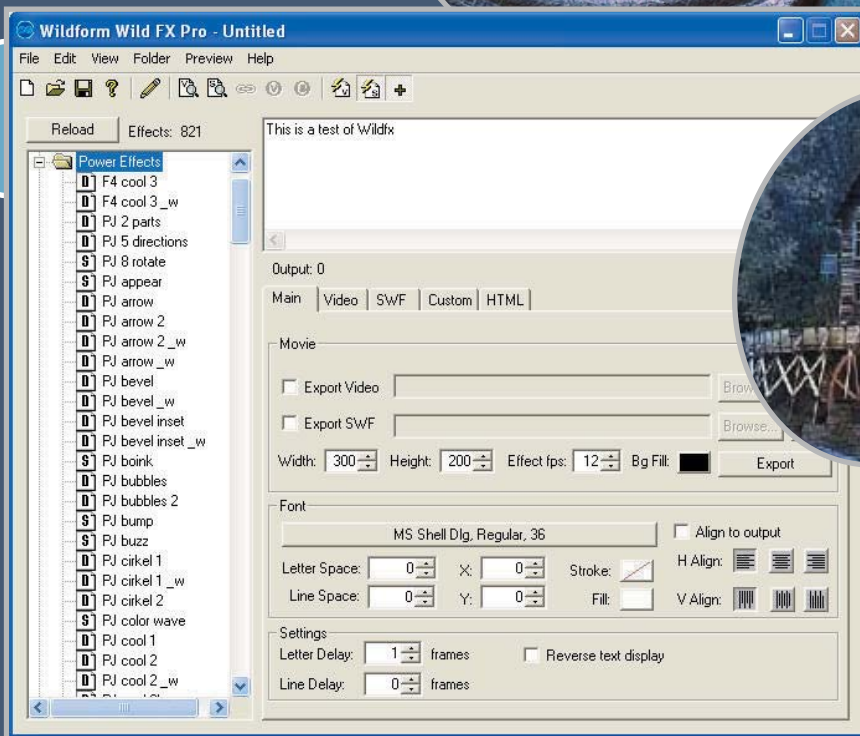 Wildform Wild FX Pro - Untitled
File Edit View Folder Preview Help
Reload Effects: 821
This is a test of Wildfx
Power Effects
F4 cool 3
F4 cool 3 _w
PJ 2 parts
PJ 5 directions
PJ 8 rotate
PJ appear
PJ arrow
PJ arrow 2
PJ arrow 2 _w
PJ arrow _w
PJ bevel
PJ bevel _w
PJ bevel inset
PJ bevel inset _w
PJ boink
PJ bubbles
PJ bubbles 2
PJ bump
PJ buzz
PJ cirkel 1
PJ cirkel 1 _w
PJ cirkel 2
PJ color wave
PJ cool 1
PJ cool 2
PJ cool 2 _w
Output: 0
Main Video SWF Custom HTML
Movie
Export Video
Export SWF Browse...
Width: 300 Height: 200 Effect fps: 12 Bg Fill: Export
Font
MS Shell Dlg, Regular, 36 Align to output
Letter Space: 0 X: 0 Stroke: H Align:
Line Space: 0 Y: 0 Fill: V Align:
Settings
Letter Delay: 1 frames Reverse text display
Line Delay: 0 frames